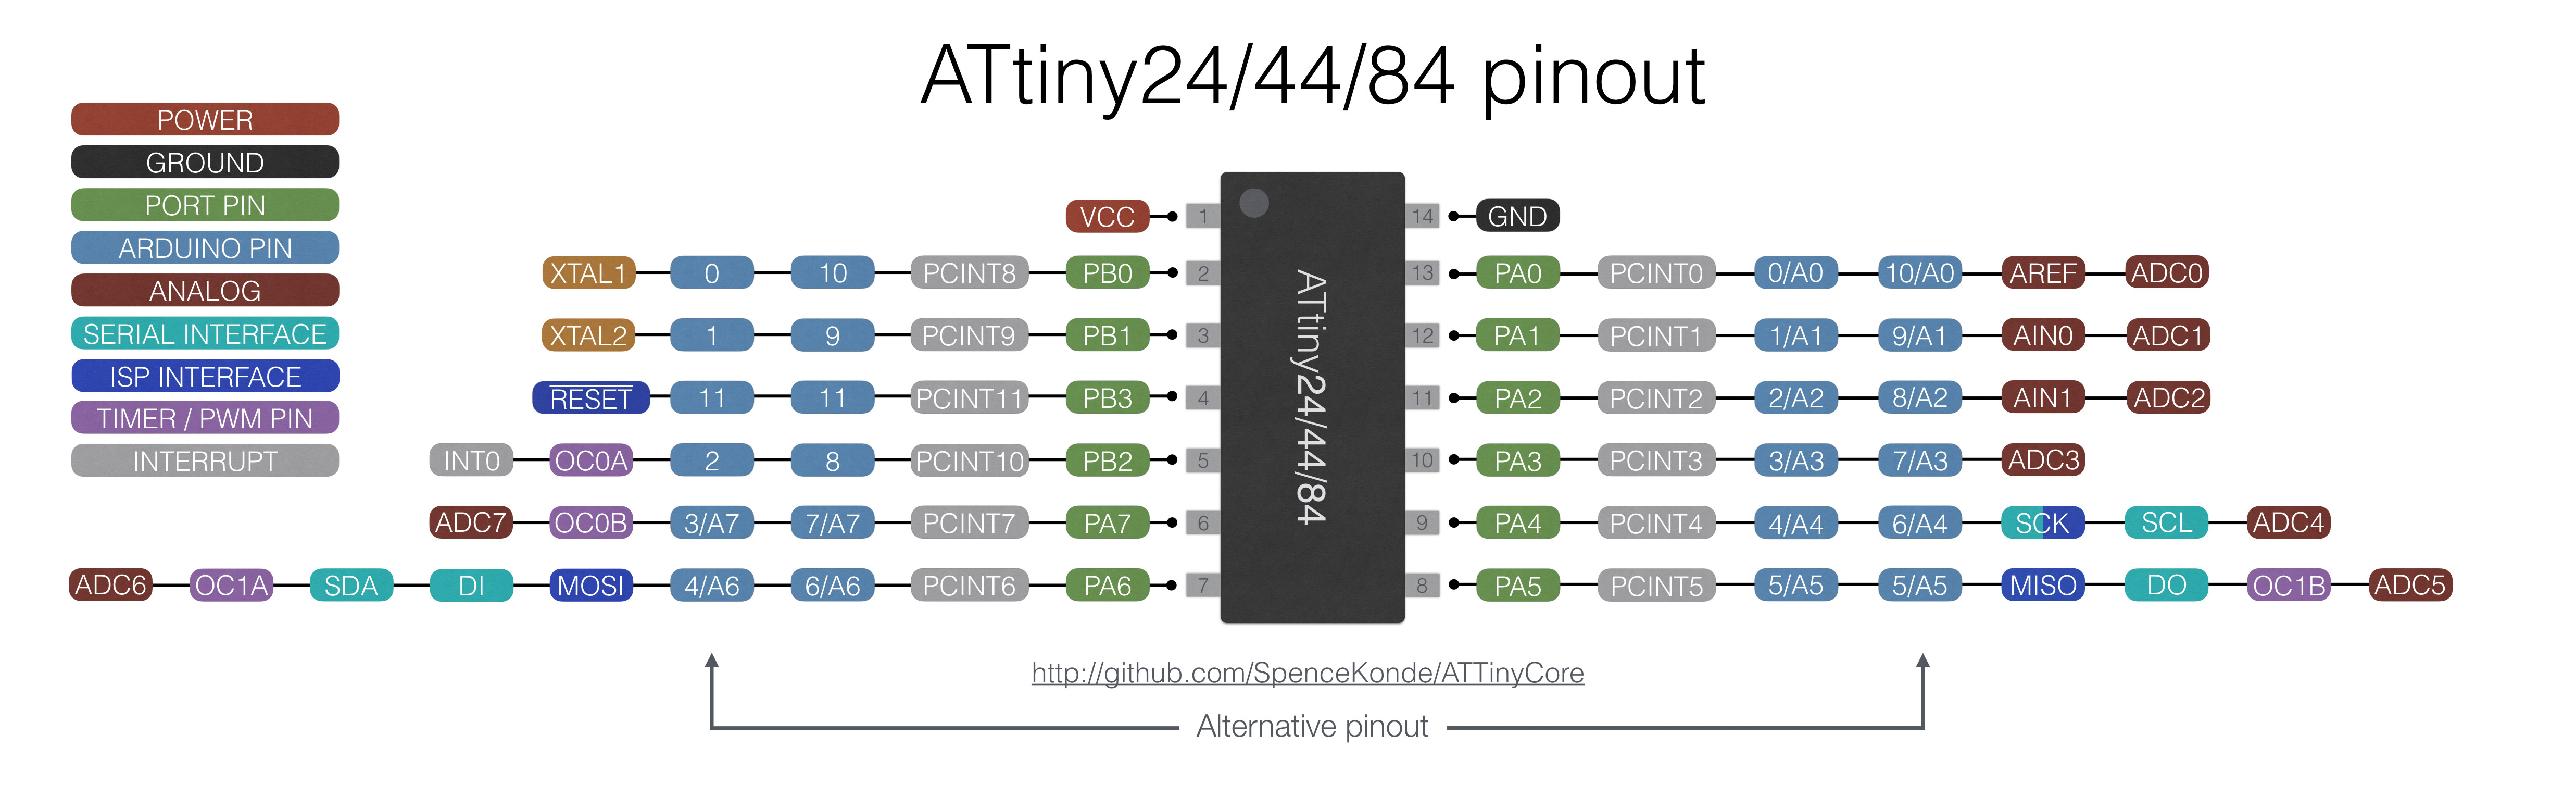 ATtiny24/44/84 pinout
POWER
GROUND
PORT PIN
ARDUINO PIN
ANALOG
SERIAL INTERFACE
ISP INTERFACE
TIMER / PWM PIN
INTERRUPT
VCC 1 14 GND
XTAL1 0 10 PCINT8 PB0 2 13 PA0 PCINT0 0/A0 10/A0 AREF ADC0
XTAL2 1 9 PCINT9 PB1 3 12 PA1 PCINT1 1/A1 9/A1 AIN0 ADC1
RESET 11 11 PCINT11 PB3 4 11 PA2 PCINT2 2/A2 8/A2 AIN1 ADC2
INT0 OC0A 2 8 PCINT10 PB2 5 10 PA3 PCINT3 3/A3 7/A3 ADC3
ADC7 OC0B 3/A7 7/A7 PCINT7 PA7 6 9 PA4 PCINT4 4/A4 6/A4 SCK SCL ADC4
ADC6 OC1A SDA DI MOSI 4/A6 6/A6 PCINT6 PA6 7 8 PA5 PCINT5 5/A5 5/A5 MISO DO OC1B ADC5
ATtiny24/44/84
http://github.com/SpenceKonde/ATTinyCore
Alternative pinout